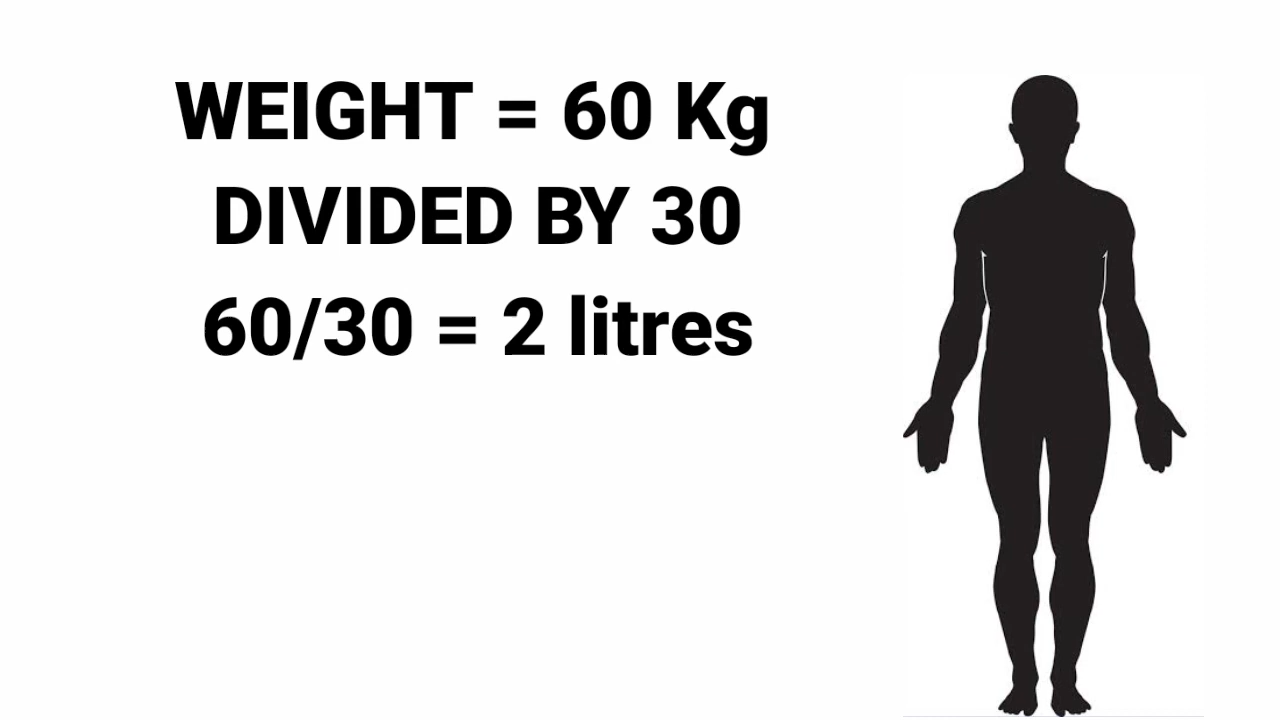 WEIGHT = 60 Kg
DIVIDED BY 30
60/30 = 2 litres